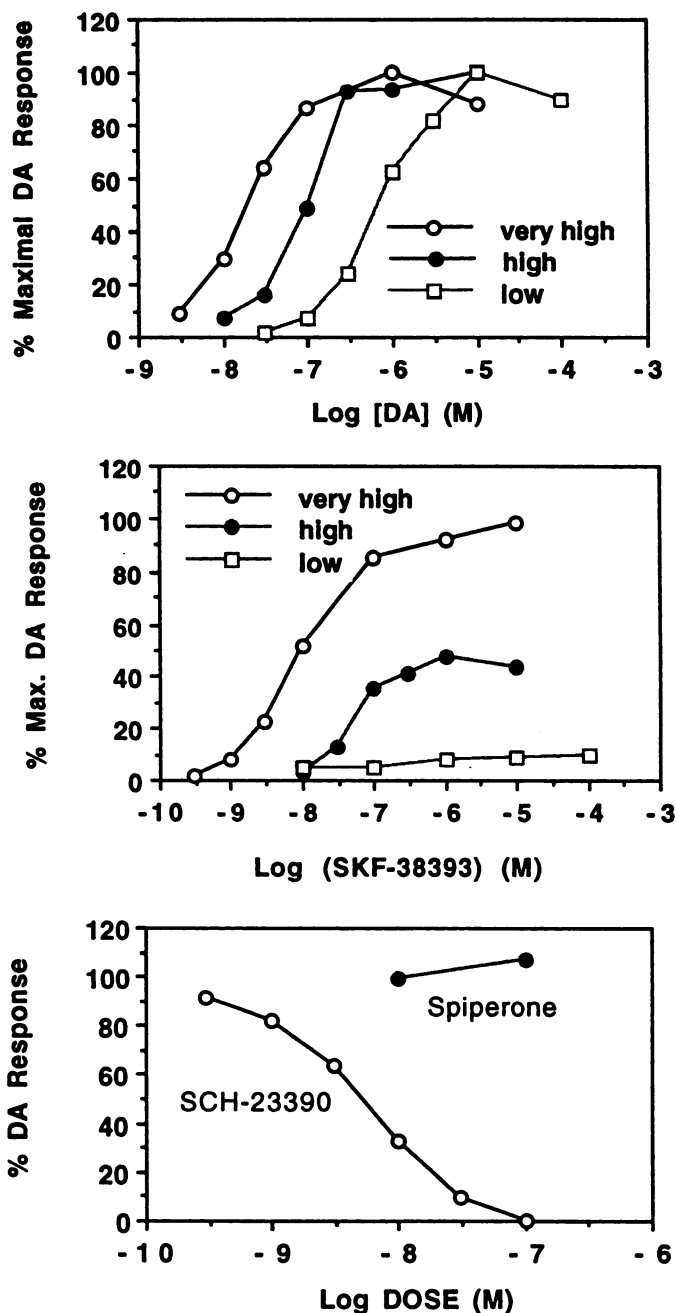 120
100
80
60
40
20
0
% Maximal DA Response
very high
high
low
-9 -8 -7 -6 -5 -4 -3
Log [DA] (M)
120
100
80
60
40
20
0
% Max. DA Response
very high
high
low
-10 -9 -8 -7 -6 -5 -4 -3
Log (SKF-38393) (M)
120
100
80
60
40
20
0
% DA Response
Spiperone
SCH-23390
-10 -9 -8 -7 -6
Log DOSE (M)